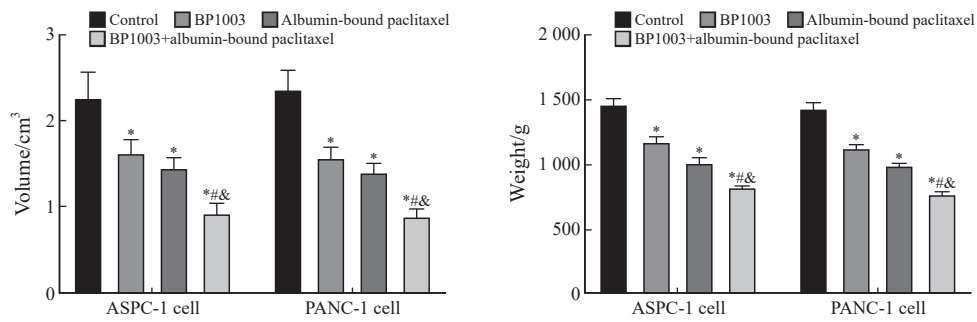 Control BP1003 Albumin-bound paclitaxel
BP1003+albumin-bound paclitaxel
3
2
1
0
Volume/cm³
*
*
*#&
*
*
*#&
ASPC-1 cell PANC-1 cell
Control BP1003 Albumin-bound paclitaxel
BP1003+albumin-bound paclitaxel
2 000
1 500
1 000
500
0
Weight/g
*
*
*#&
*
*
*#&
ASPC-1 cell PANC-1 cell